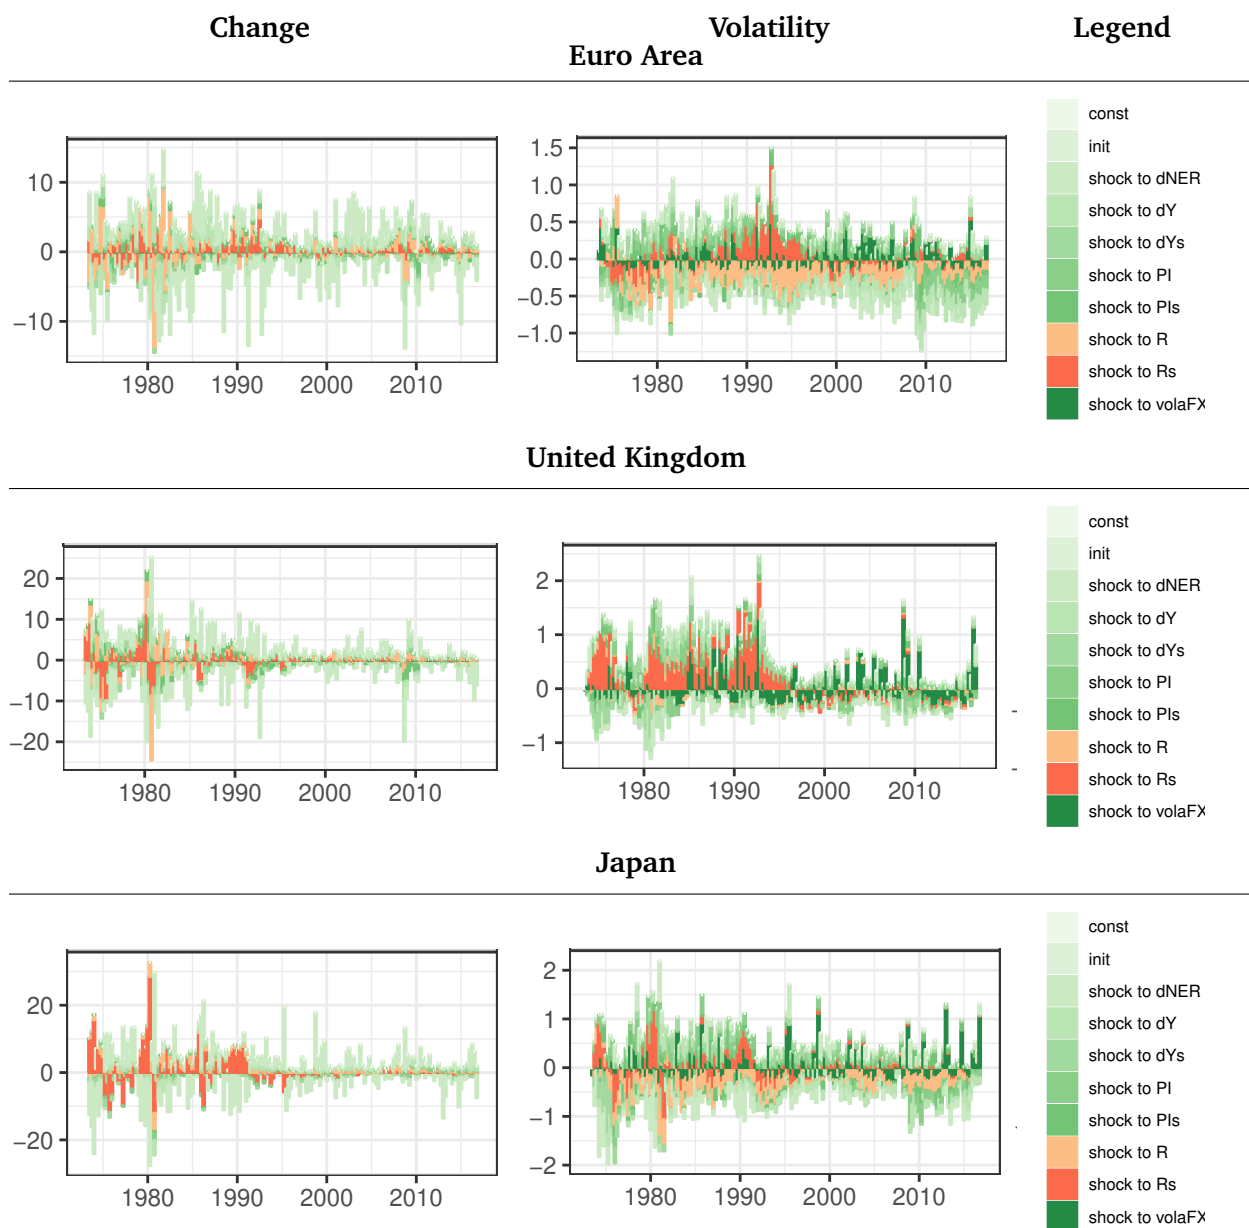 Change Volatility Legend
Euro Area
10
0
−10
1980 1990 2000 2010
1.5
1.0
0.5
0.0
−0.5
−1.0
1980 1990 2000 2010
const
init
shock to dNER
shock to dY
shock to dYs
shock to PI
shock to PIs
shock to R
shock to Rs
shock to volaFX
United Kingdom
20
10
0
−10
−20
1980 1990 2000 2010
2
1
0
−1
1980 1990 2000 2010
const
init
shock to dNER
shock to dY
shock to dYs
shock to PI
shock to PIs
shock to R
shock to Rs
shock to volaFX
Japan
20
0
−20
1980 1990 2000 2010
2
1
0
−1
−2
1980 1990 2000 2010
const
init
shock to dNER
shock to dY
shock to dYs
shock to PI
shock to PIs
shock to R
shock to Rs
shock to volaFX